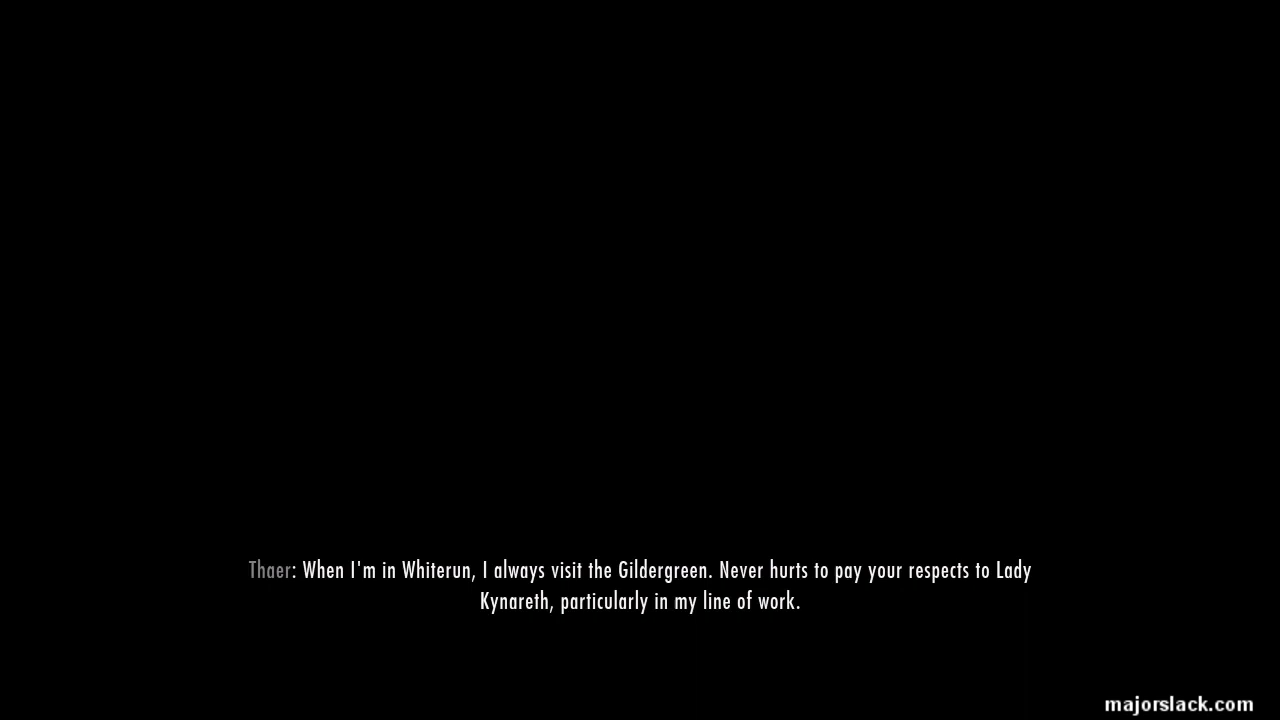 Thaer: When I'm in Whiterun, I always visit the Gildergreen. Never hurts to pay your respects to Lady
Kynareth, particularly in my line of work.
majorslack.com